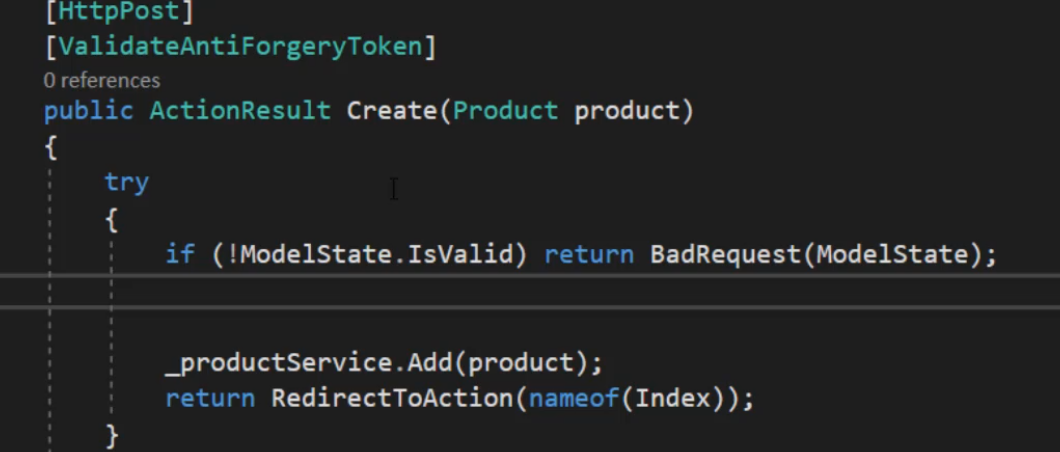 [HttpPost]
[ValidateAntiForgeryToken]
0 references
public ActionResult Create(Product product)
{
try
{
if (!ModelState.IsValid) return BadRequest(ModelState);
_productService.Add(product);
return RedirectToAction(nameof(Index));
}